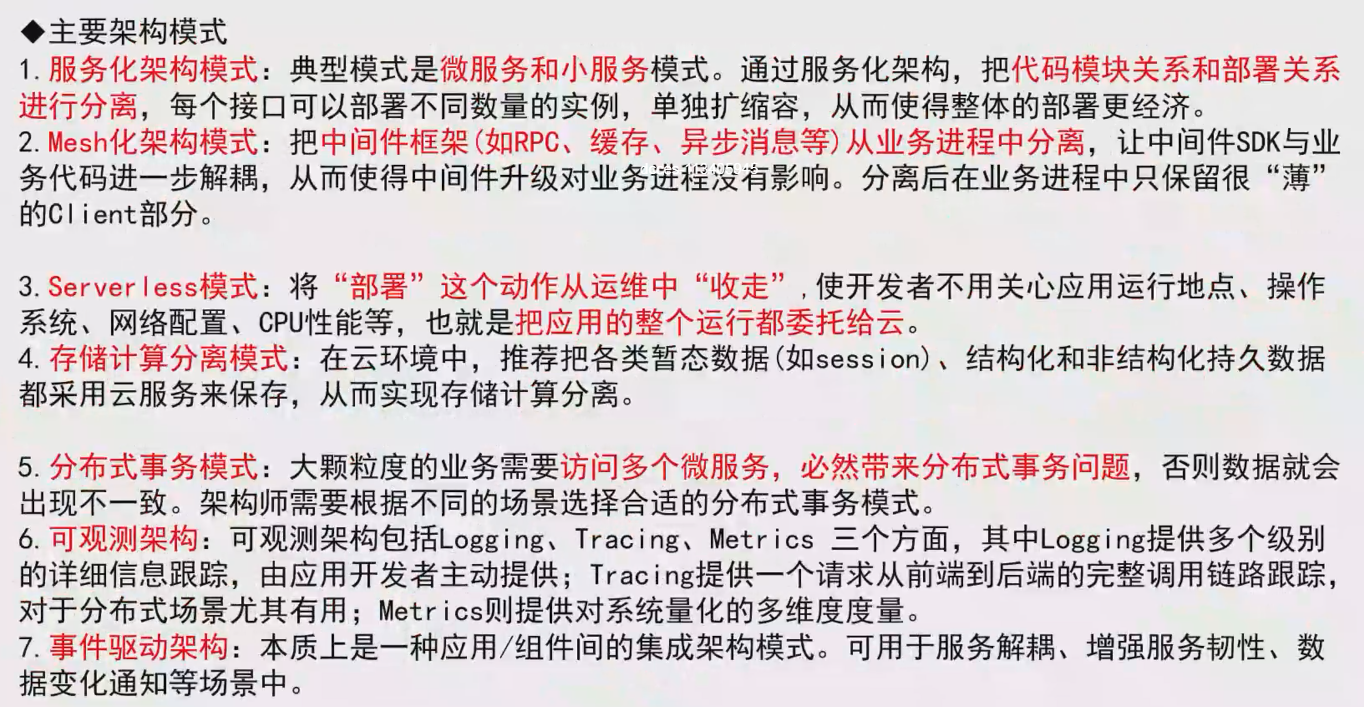 ◆主要架构模式
1. 服务化架构模式：典型模式是微服务和小服务模式。通过服务化架构，把代码模块关系和部署关系
进行分离，每个接口可以部署不同数量的实例，单独扩缩容，从而使得整体的部署更经济。
2. Mesh化架构模式：把中间件框架(如RPC、缓存、异步消息等)从业务进程中分离，让中间件SDK与业
务代码进一步解耦，从而使得中间件升级对业务进程没有影响。分离后在业务进程中只保留很“薄”
的Client部分。
3. Serverless模式：将“部署”这个动作从运维中“收走”,使开发者不用关心应用运行地点、操作
系统、网络配置、CPU性能等，也就是把应用的整个运行都委托给云。
4. 存储计算分离模式：在云环境中，推荐把各类暂态数据(如session)、结构化和非结构化持久数据
都采用云服务来保存，从而实现存储计算分离。
5. 分布式事务模式：大颗粒度的业务需要访问多个微服务，必然带来分布式事务问题，否则数据就会
出现不一致。架构师需要根据不同的场景选择合适的分布式事务模式。
6. 可观测架构：可观测架构包括Logging、Tracing、Metrics 三个方面，其中Logging提供多个级别
的详细信息跟踪，由应用开发者主动提供；Tracing提供一个请求从前端到后端的完整调用链路跟踪，
对于分布式场景尤其有用；Metrics则提供对系统量化的多维度度量。
7. 事件驱动架构：本质上是一种应用/组件间的集成架构模式。可用于服务解耦、增强服务韧性、数
据变化通知等场景中。